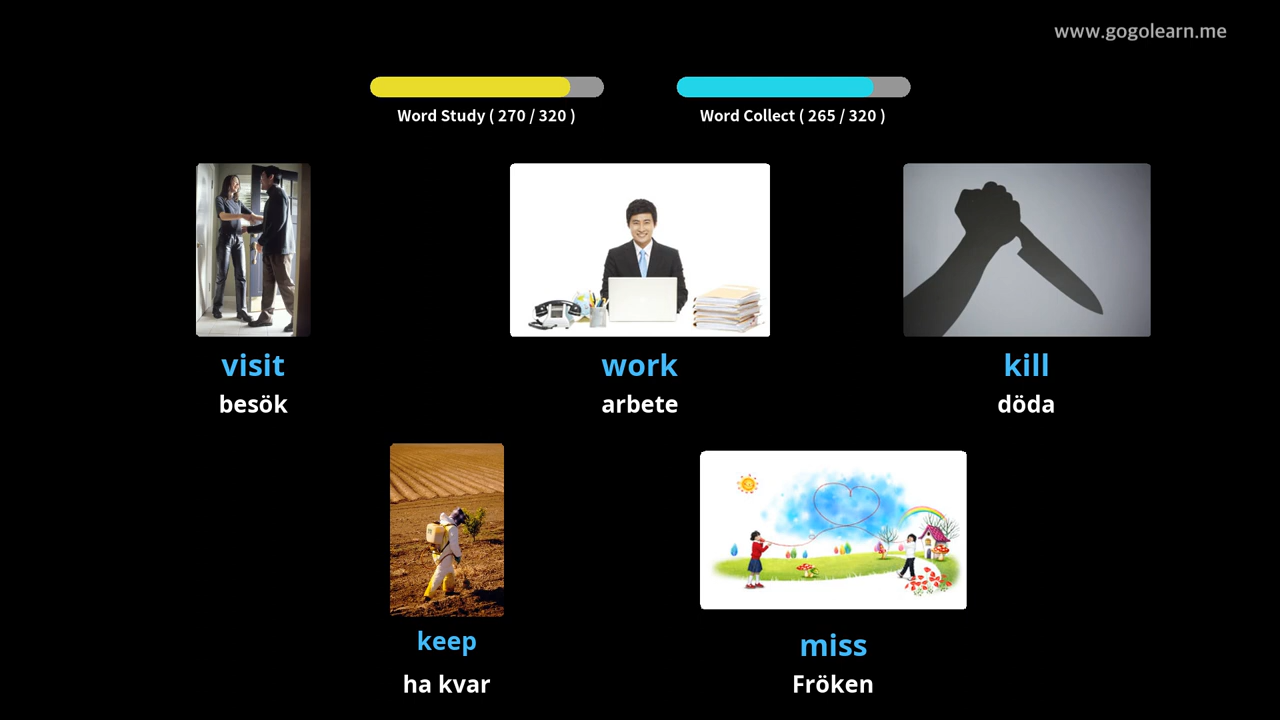 www.gogolearn.me
Word Study ( 270 / 320 )
Word Collect ( 265 / 320 )
visit
besök
work
arbete
kill
döda
keep
ha kvar
miss
Fröken